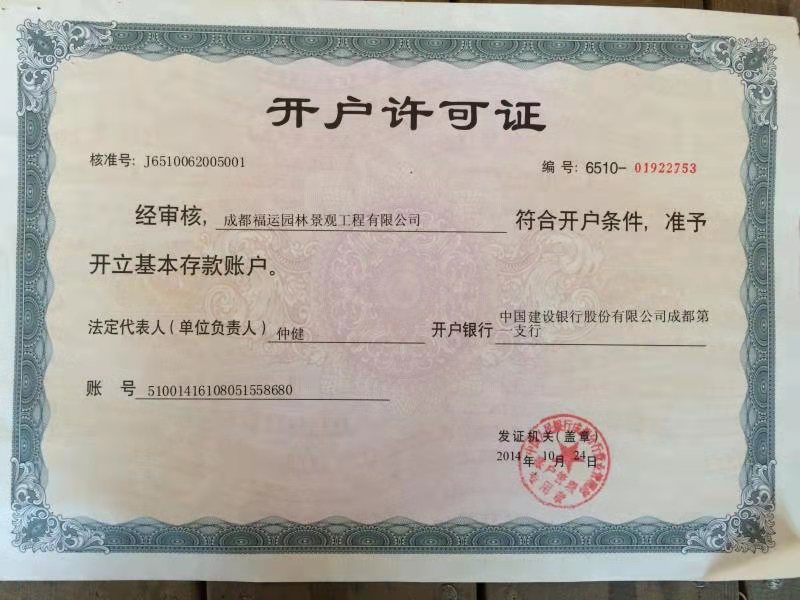 开户许可证
核准号: J6510062005001
编 号: 6510- 01922753
经审核, 成都福运园林景观工程有限公司 符合开户条件, 准予
开立基本存款账户。
法定代表人(单位负责人) 仲健 开户银行 中国建设银行股份有限公司成都第
一支行
账 号 51001416108051558680
发证机关(盖章)
2014 年 10 月 24 日
专用章